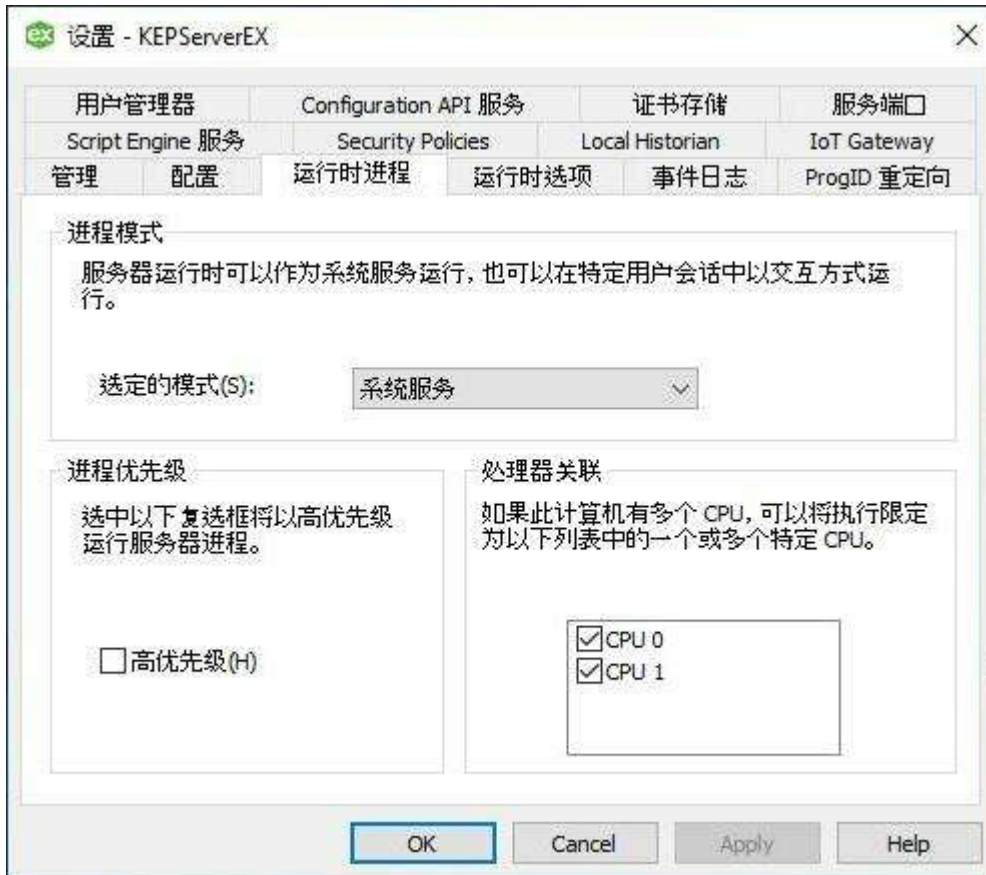 设置 - KEPServerEX
用户管理器 Configuration API 服务 证书存储 服务端口
Script Engine 服务 Security Policies Local Historian IoT Gateway
管理 配置 运行时进程 运行时选项 事件日志 ProgID 重定向
进程模式
服务器运行时可以作为系统服务运行，也可以在特定用户会话中以交互方式运
行。
选定的模式(S): 系统服务
进程优先级
选中以下复选框将以高优先级
运行服务器进程。
高优先级(H)
处理器关联
如果此计算机有多个 CPU，可以将执行限定
为以下列表中的一个或多个特定 CPU。
CPU 0
CPU 1
OK Cancel Apply Help